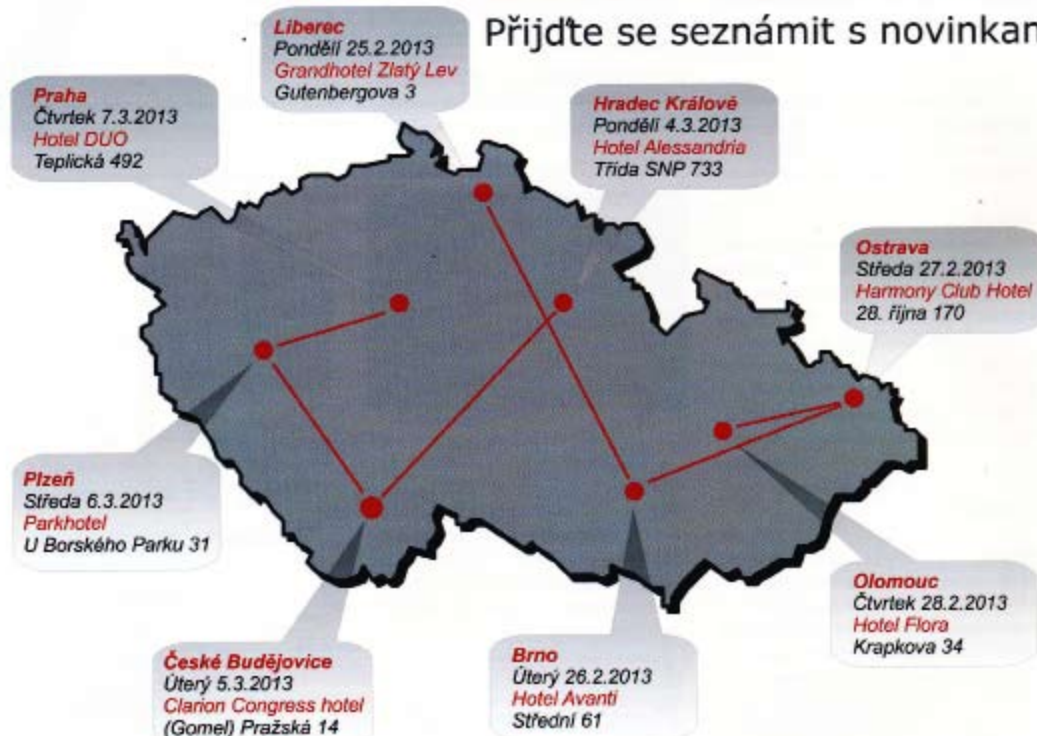 Přijďte se seznámit s novinkam
Liberec
Pondělí 25.2.2013
Grandhotel Zlatý Lev
Gutenbergova 3
Praha
Čtvrtek 7.3.2013
Hotel DUO
Teplická 492
Hradec Králové
Pondělí 4.3.2013
Hotel Alessandria
Třída SNP 733
Ostrava
Středa 27.2.2013
Harmony Club Hotel
28. října 170
Plzeň
Středa 6.3.2013
Parkhotel
U Borského Parku 31
Olomouc
Čtvrtek 28.2.2013
Hotel Flora
Krapkova 34
České Budějovice
Úterý 5.3.2013
Clarion Congress hotel
(Gomel) Pražská 14
Brno
Úterý 26.2.2013
Hotel Avanti
Střední 61